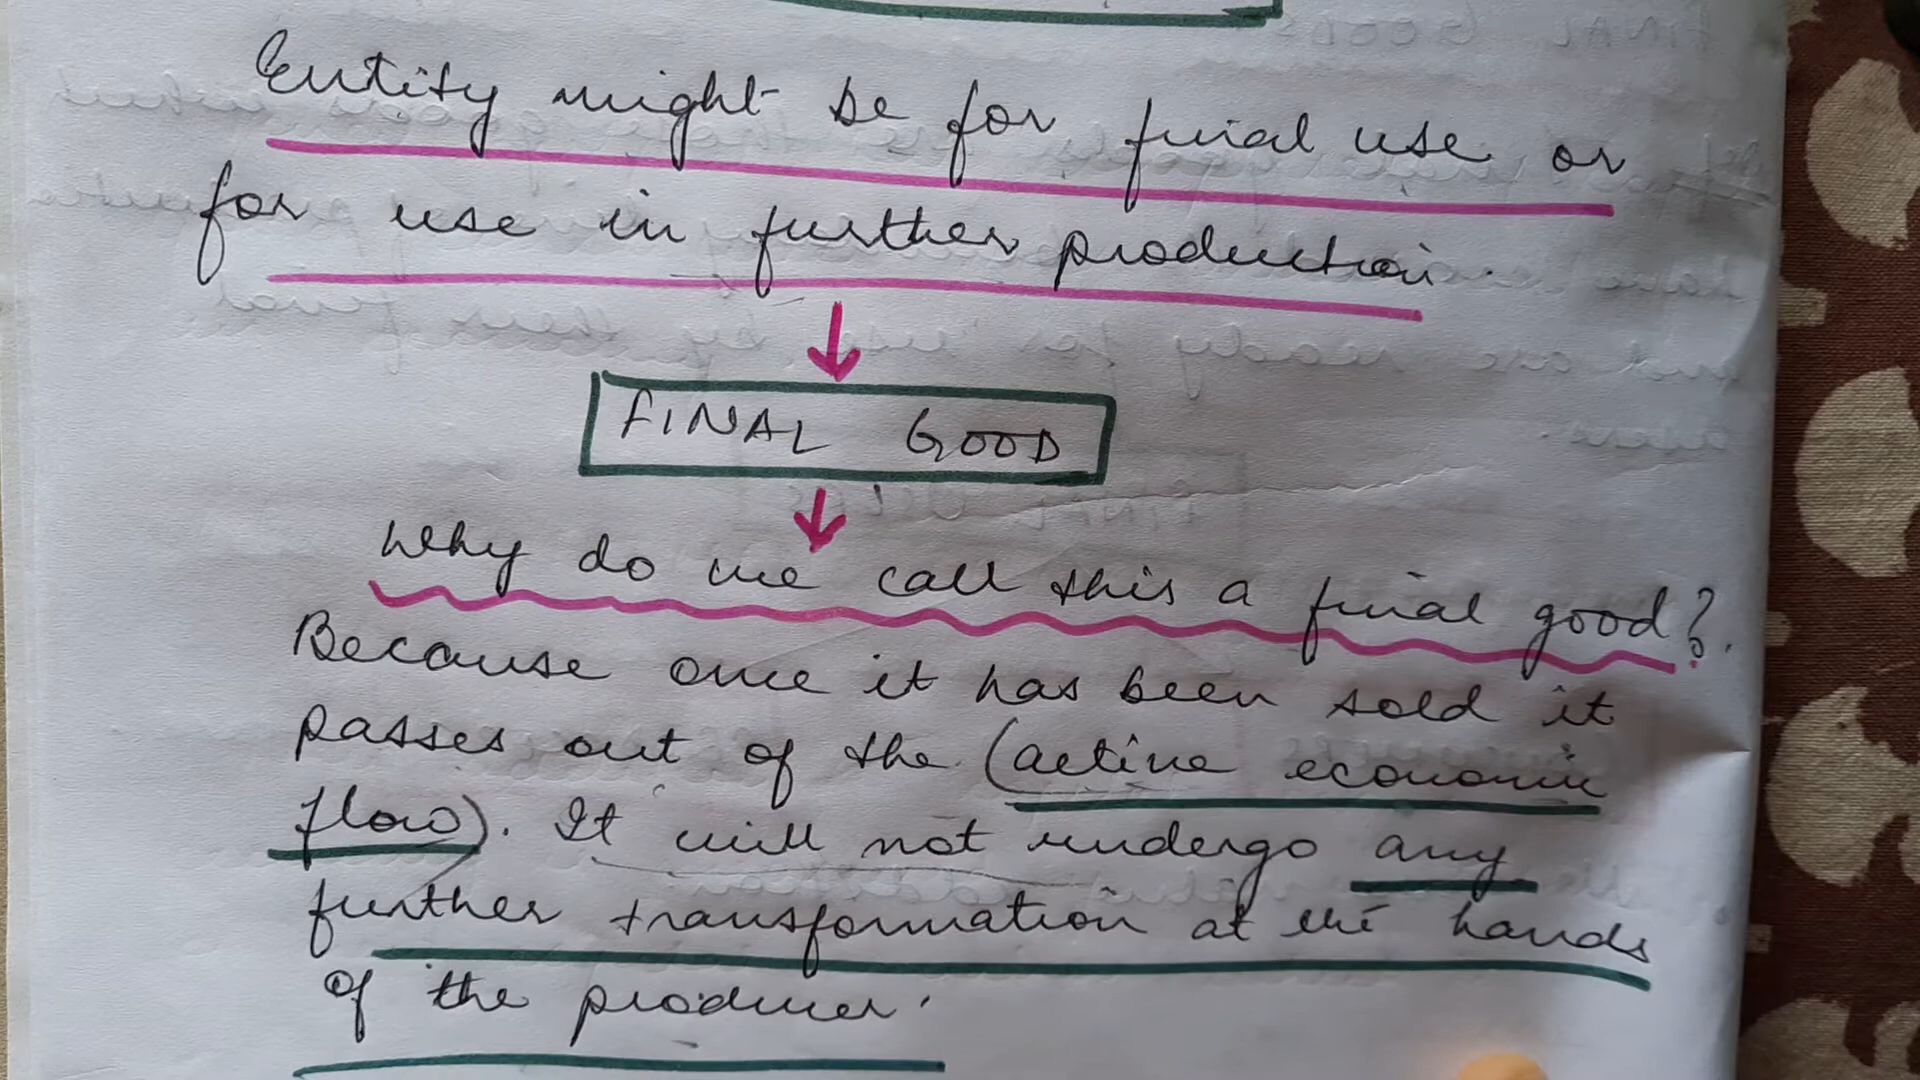 Entity might be for final use or
for use in further production.
FINAL GOOD
Why do we call this a final good?
Because once it has been sold it
passes out of the (active economic
flow). It will not undergo any
further transformation at the hands
of the producer.